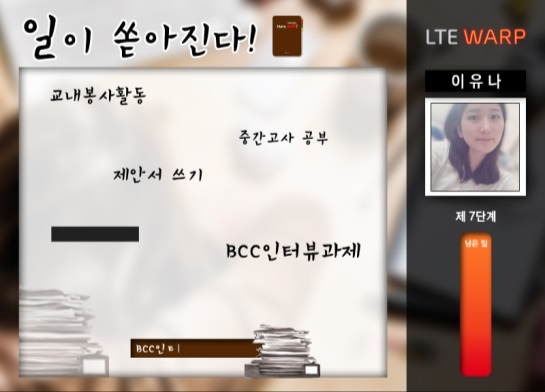 일이 쏟아진다!
LTE WARP
이 유 나
교내봉사활동
중간고사 공부
제안서 쓰기
제 7단계
남은 일
BCC인터뷰과제
BCC인ㅌ